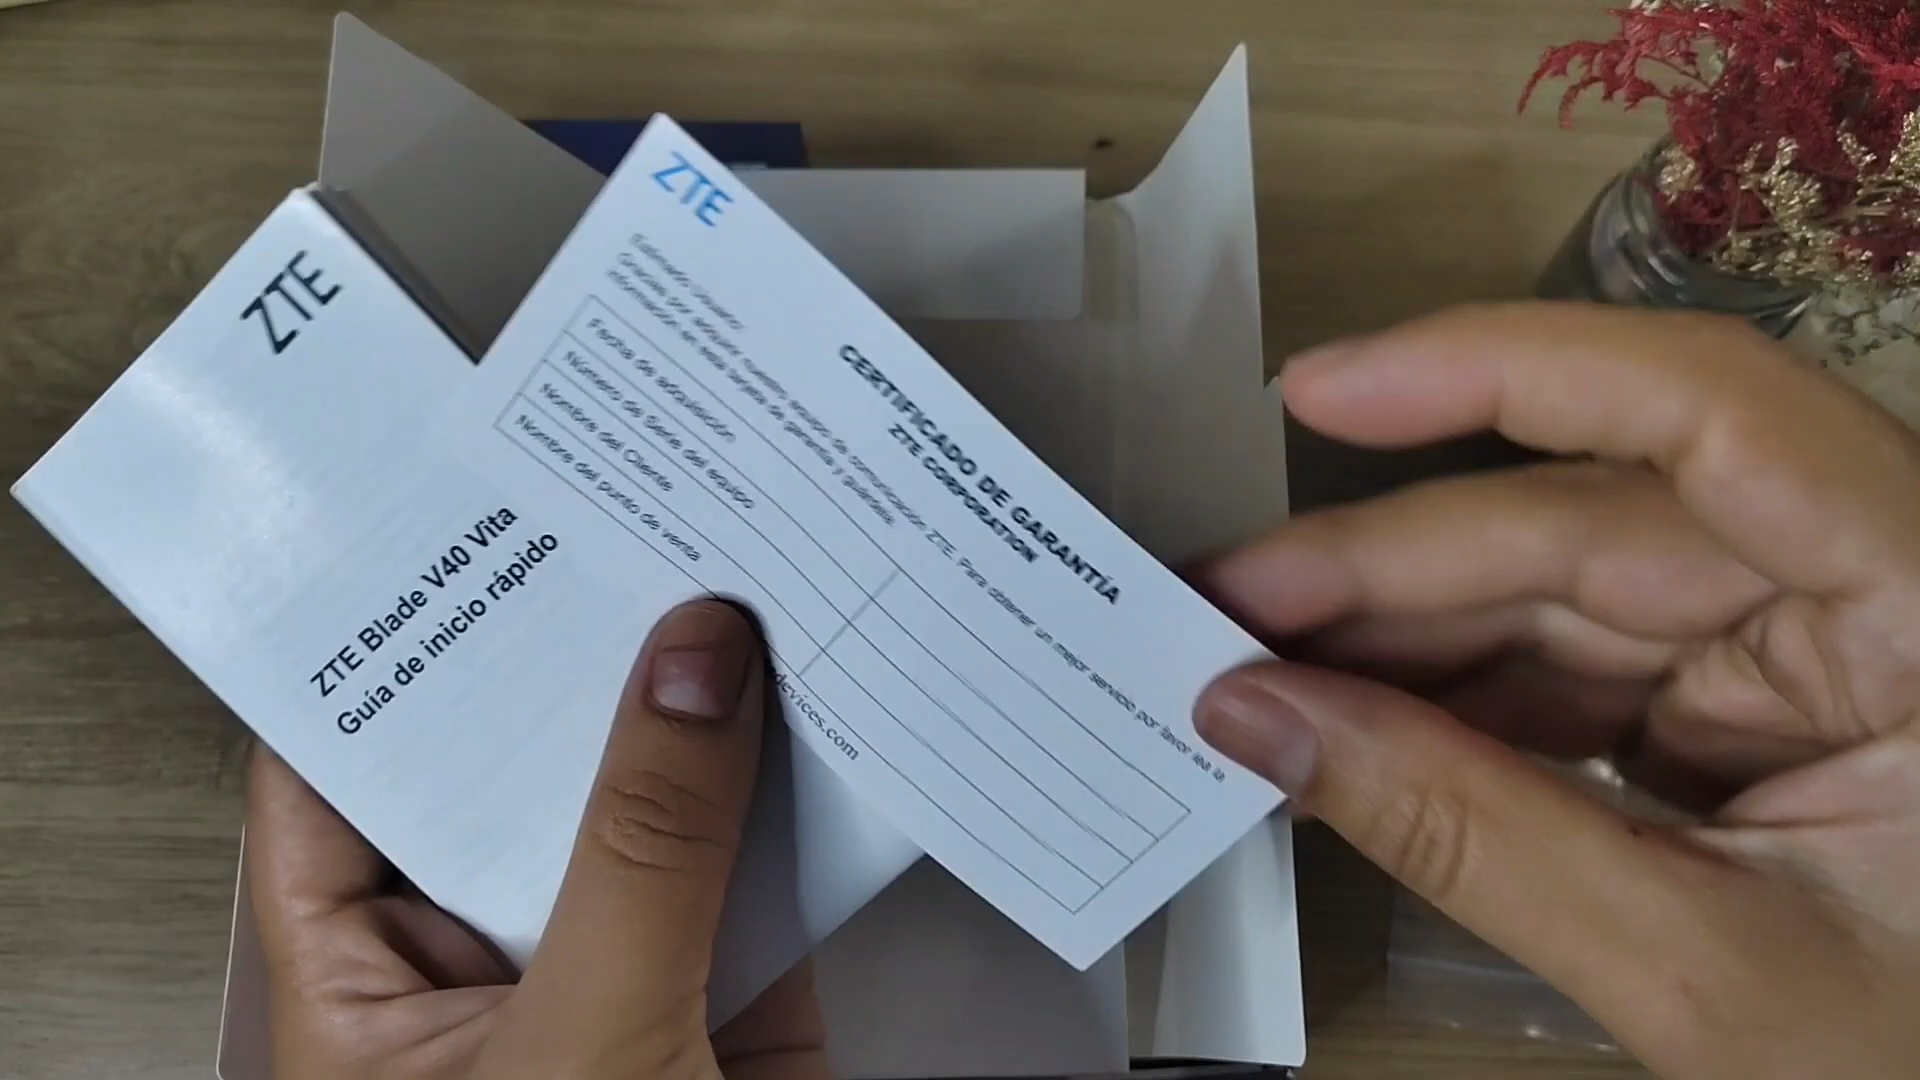 ZTE
ZTE Blade V40 Vita
Guía de inicio rápido
ZTE
CERTIFICADO DE GARANTÍA
ZTE CORPORATION
Estimado Usuario:
Gracias por adquirir nuestro equipo de comunicación ZTE. Para obtener un mejor servicio por favor lea la
información en esta tarjeta de garantía y guárdela.
Fecha de adquisición
Número de Serie del equipo
Nombre del Cliente
Nombre del punto de venta
devices.com